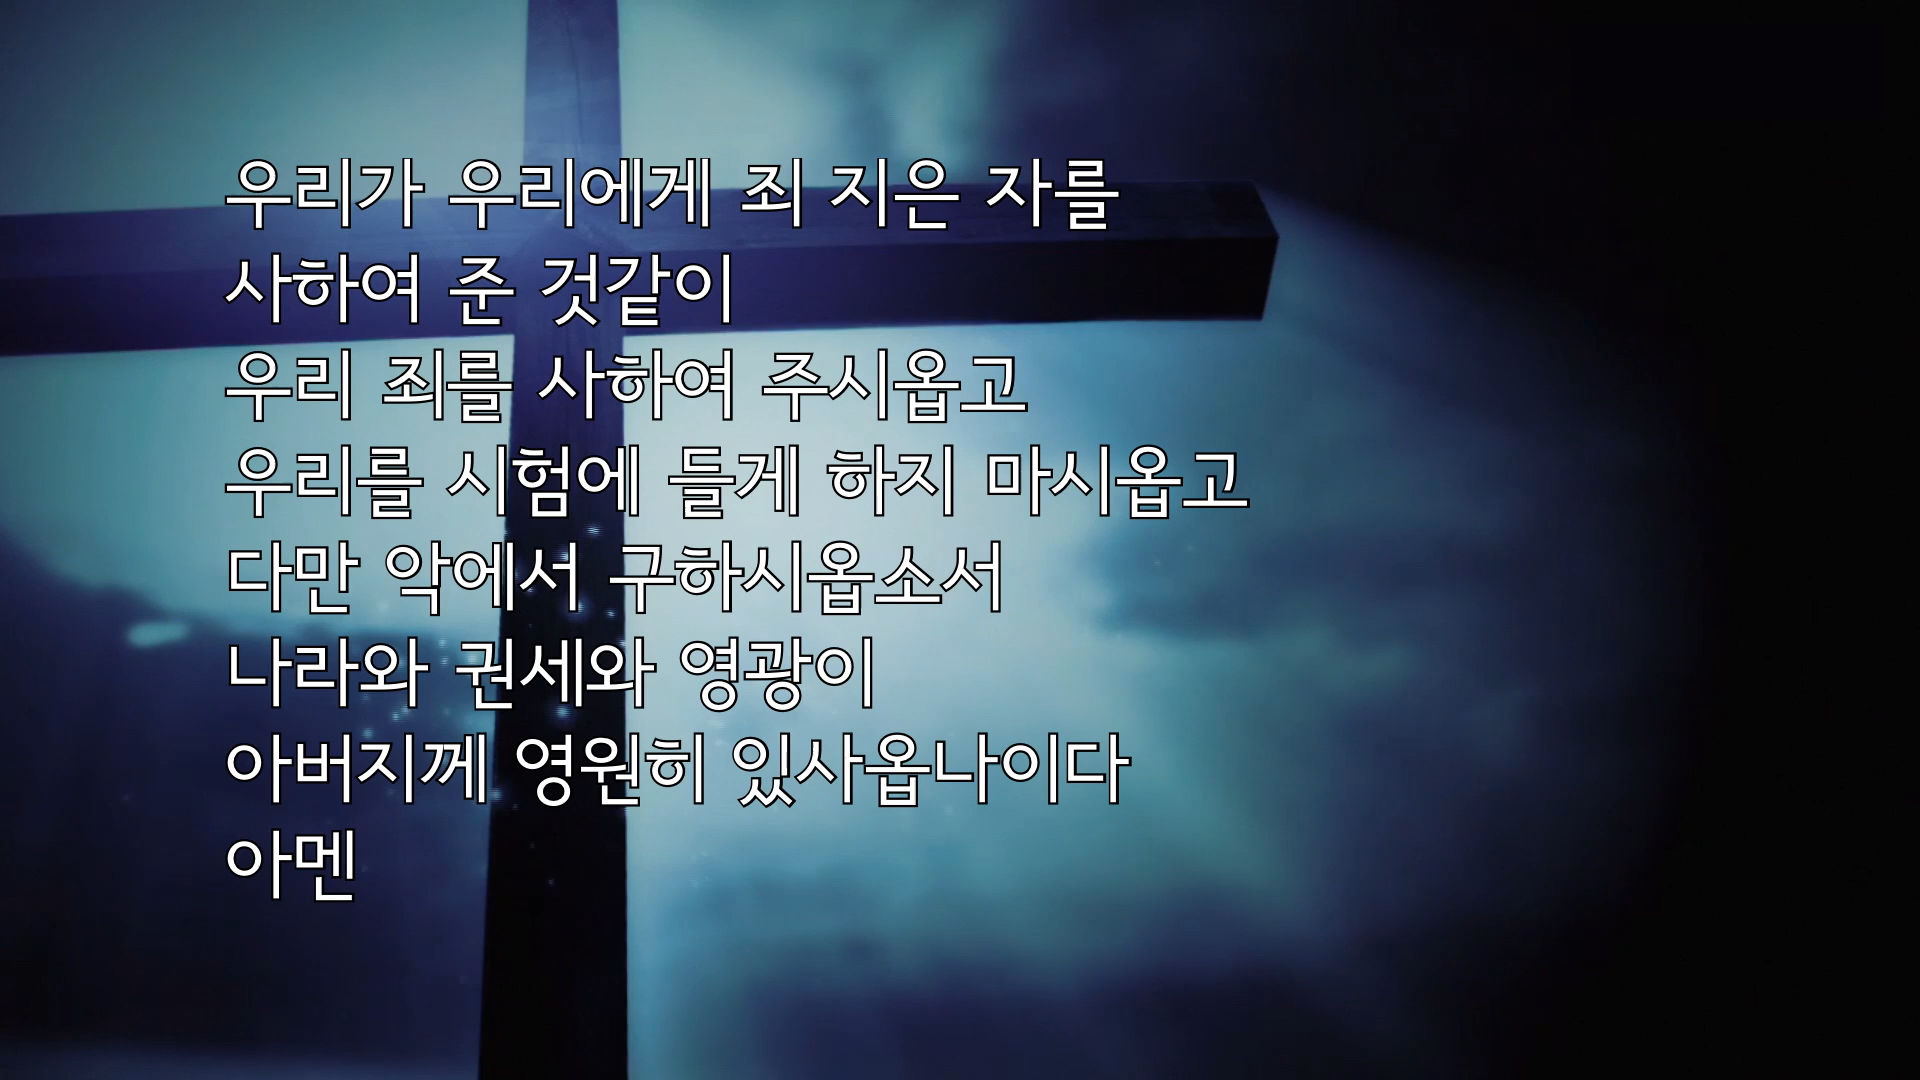 우리가 우리에게 죄 지은 자를
사하여 준 것같이
우리 죄를 사하여 주시옵고
우리를 시험에 들게 하지 마시옵고
다만 악에서 구하시옵소서
나라와 권세와 영광이
아버지께 영원히 있사옵나이다
아멘